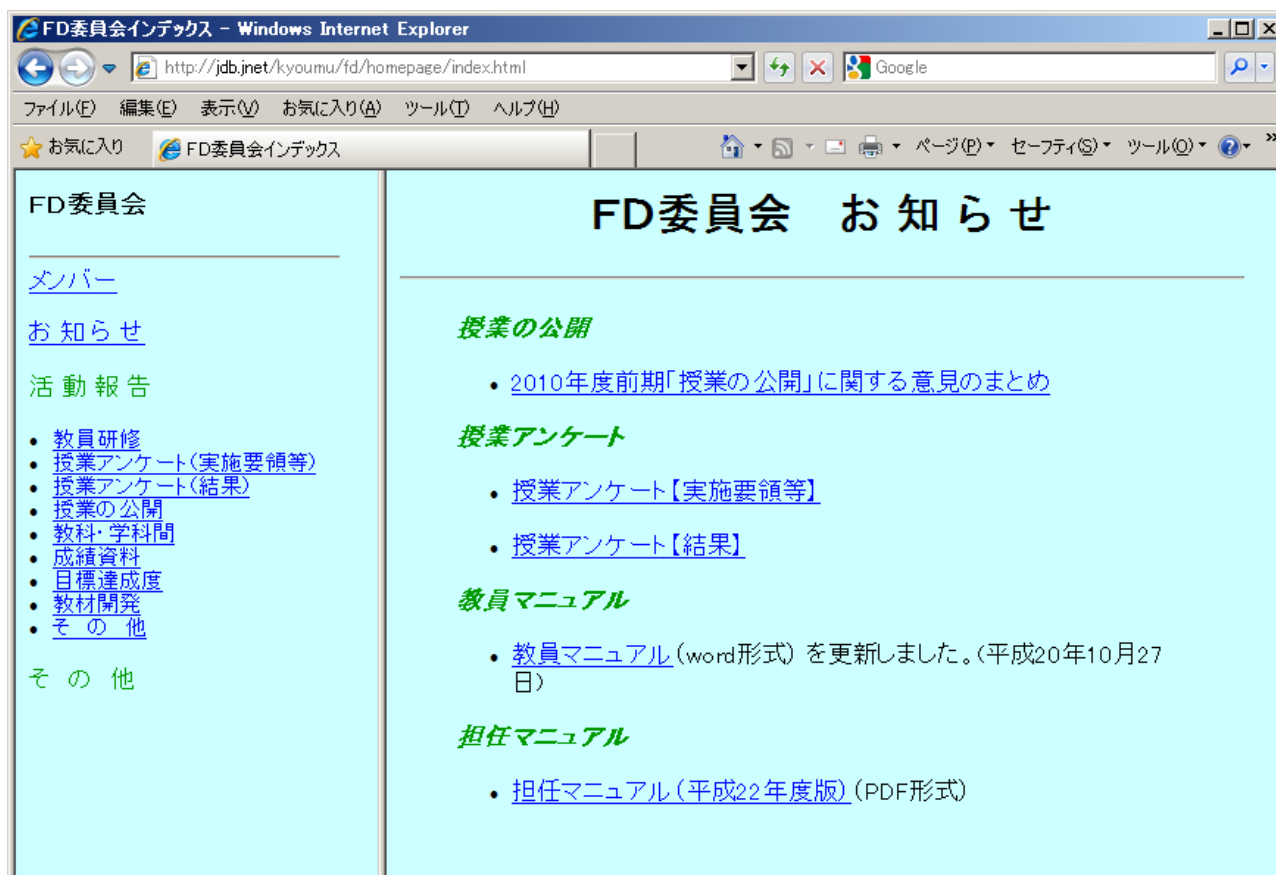 FD委員会インデックス - Windows Internet Explorer
http://jdb.jnet/kyoumu/fd/homepage/index.html
Google
ファイル(F) 編集(E) 表示(V) お気に入り(A) ツール(T) ヘルプ(H)
お気に入り FD委員会インデックス ページ(P) セーフティ(S) ツール(O) »
FD委員会
メンバー
お知らせ
活動報告
• 教員研修
• 授業アンケート(実施要領等)
• 授業アンケート(結果)
• 授業の公開
• 教科・学科間
• 成績資料
• 目標達成度
• 教材開発
• その他
その他
FD委員会 お知らせ
授業の公開
• 2010年度前期「授業の公開」に関する意見のまとめ
授業アンケート
• 授業アンケート【実施要領等】
• 授業アンケート【結果】
教員マニュアル
• 教員マニュアル(word形式) を更新しました。(平成20年10月27
日)
担任マニュアル
• 担任マニュアル(平成22年度版)(PDF形式)